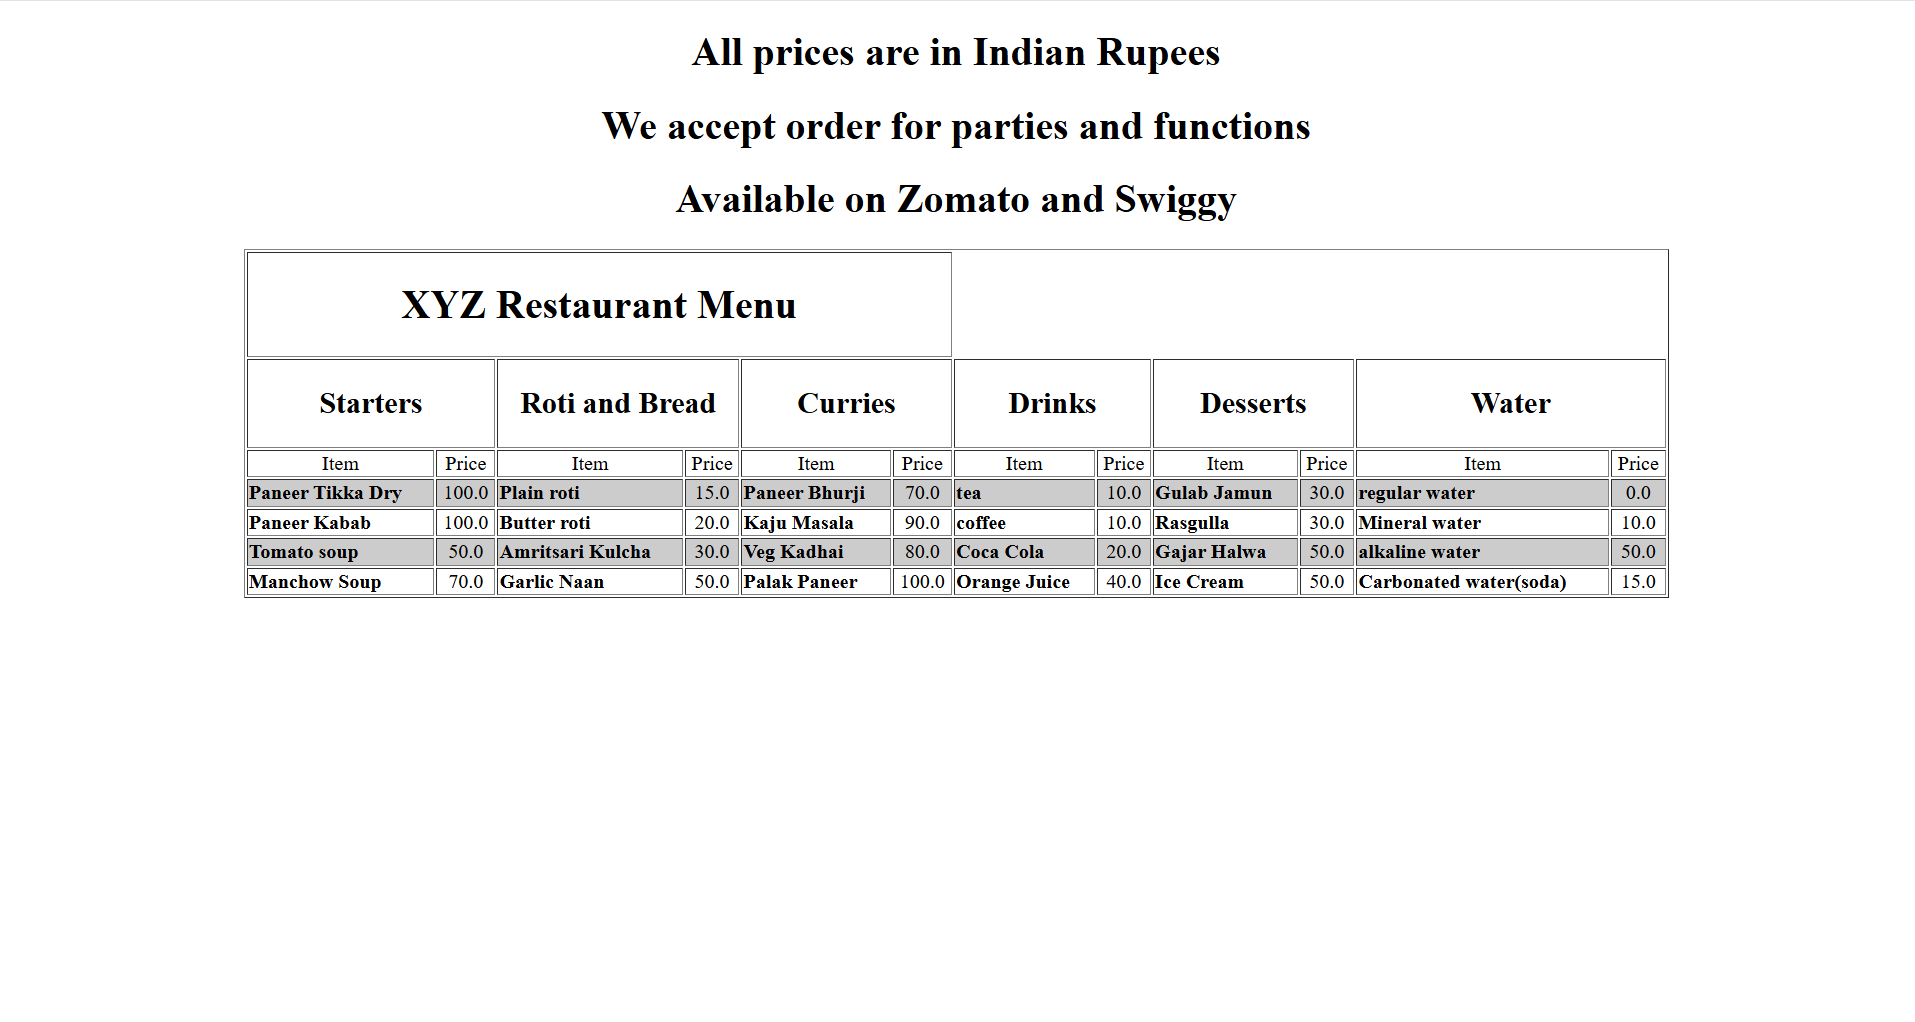 All prices are in Indian Rupees
We accept order for parties and functions
Available on Zomato and Swiggy
XYZ Restaurant Menu
Starters Roti and Bread Curries Drinks Desserts Water
Item Price Item Price Item Price Item Price Item Price Item Price
Paneer Tikka Dry 100.0 Plain roti 15.0 Paneer Bhurji 70.0 tea 10.0 Gulab Jamun 30.0 regular water 0.0
Paneer Kabab 100.0 Butter roti 20.0 Kaju Masala 90.0 coffee 10.0 Rasgulla 30.0 Mineral water 10.0
Tomato soup 50.0 Amritsari Kulcha 30.0 Veg Kadhai 80.0 Coca Cola 20.0 Gajar Halwa 50.0 alkaline water 50.0
Manchow Soup 70.0 Garlic Naan 50.0 Palak Paneer 100.0 Orange Juice 40.0 Ice Cream 50.0 Carbonated water(soda) 15.0